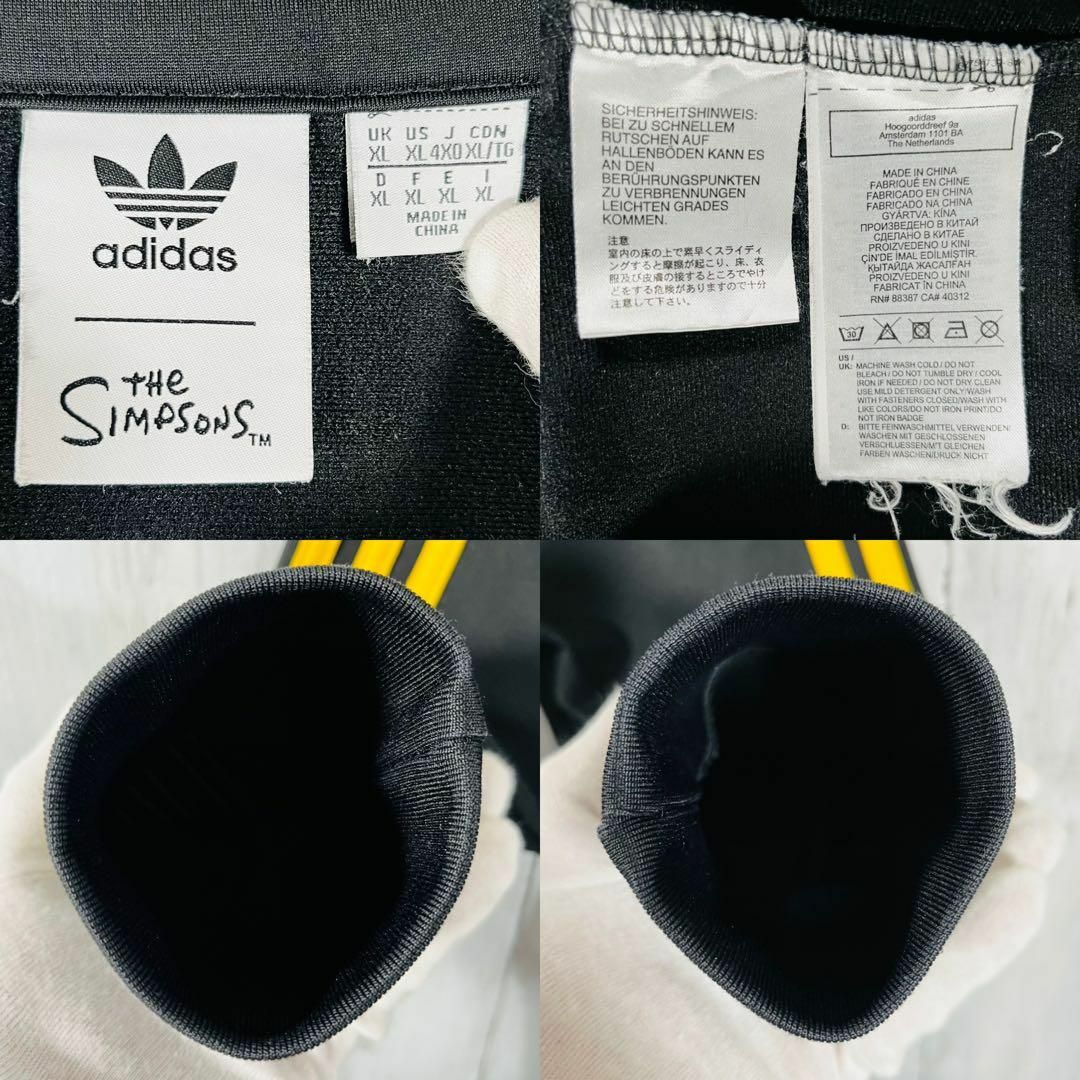 adidas
THE
SIMPSONS™
UK US J CDN
XL XL 4XO XL/TG
D F E I
XL XL XL XL
MADE IN
CHINA
SICHERHEITSHINWEIS:
BEI ZU SCHNELLEM
RUTSCHEN AUF
HALLENBÖDEN KANN ES
AN DEN
BERÜHRUNGSPUNKTEN
ZU VERBRENNUNGEN
LEICHTEN GRADES
KOMMEN.
注意
室内の床の上で素早くスライディ
ングすると摩擦が起こり、床、衣
服及び皮膚の接するところでやけ
どをする危険がありますので十分
注意して下さい。
adidas
Hoogoorddreef 9a
Amsterdam 1101 BA
The Netherlands
MADE IN CHINA
FABRIQUÉ EN CHINE
FABRICADO EN CHINA
FABRICADO NA CHINA
GYÁRTVA: KÍNA
ПРОИЗВЕДЕНО В КИТАЙ
СДЕЛАНО В КИТАЕ
PROIZVEDENO U KINI
ÇİN'DE İMAL EDİLMİŞTİR.
ҚЫТАЙДА ЖАСАЛҒАН
PROIZVEDENO U KINI
FABRICAT ÎN CHINA
RN# 88387 CA# 40312
30
US /
UK: MACHINE WASH COLD / DO NOT
BLEACH / DO NOT TUMBLE DRY / COOL
IRON IF NEEDED / DO NOT DRY CLEAN
USE MILD DETERGENT ONLY/WASH
WITH FASTENERS CLOSED/WASH WITH
LIKE COLORS/DO NOT IRON PRINT/DO
NOT IRON BADGE
D: BITTE FEINWASCHMITTEL VERWENDEN/
WASCHEN MIT GESCHLOSSENEN
VERSCHLUESSEN/MIT GLEICHEN
FARBEN WASCHEN/DRUCK NICHT